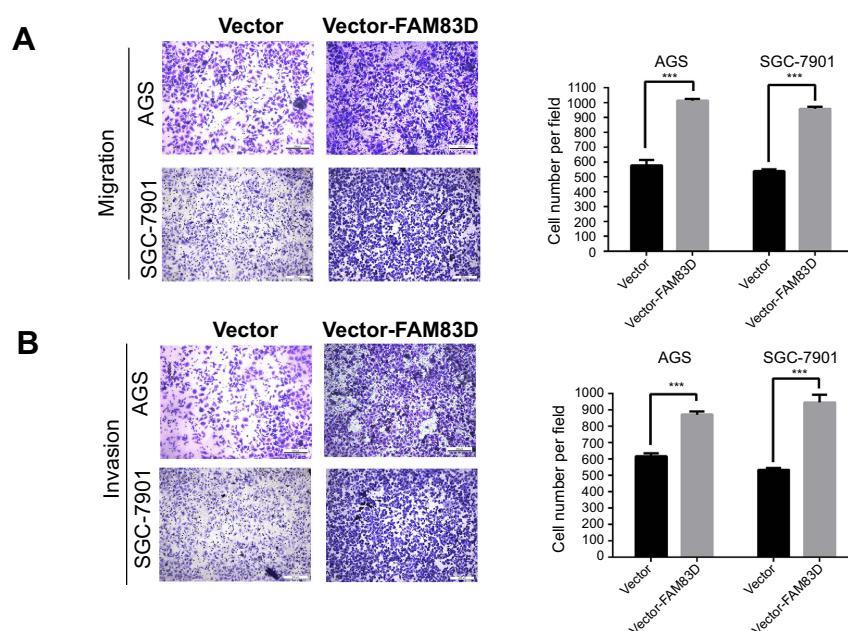 A
Vector Vector-FAM83D
Migration
AGS
SGC-7901
Cell number per field
1100
1000
900
800
700
600
500
400
300
200
100
0
AGS
***
SGC-7901
***
Vector
Vector-FAM83D
Vector
Vector-FAM83D
B
Vector Vector-FAM83D
Invasion
AGS
SGC-7901
Cell number per field
1000
900
800
700
600
500
400
300
200
100
0
AGS
***
SGC-7901
***
Vector
Vector-FAM83D
Vector
Vector-FAM83D